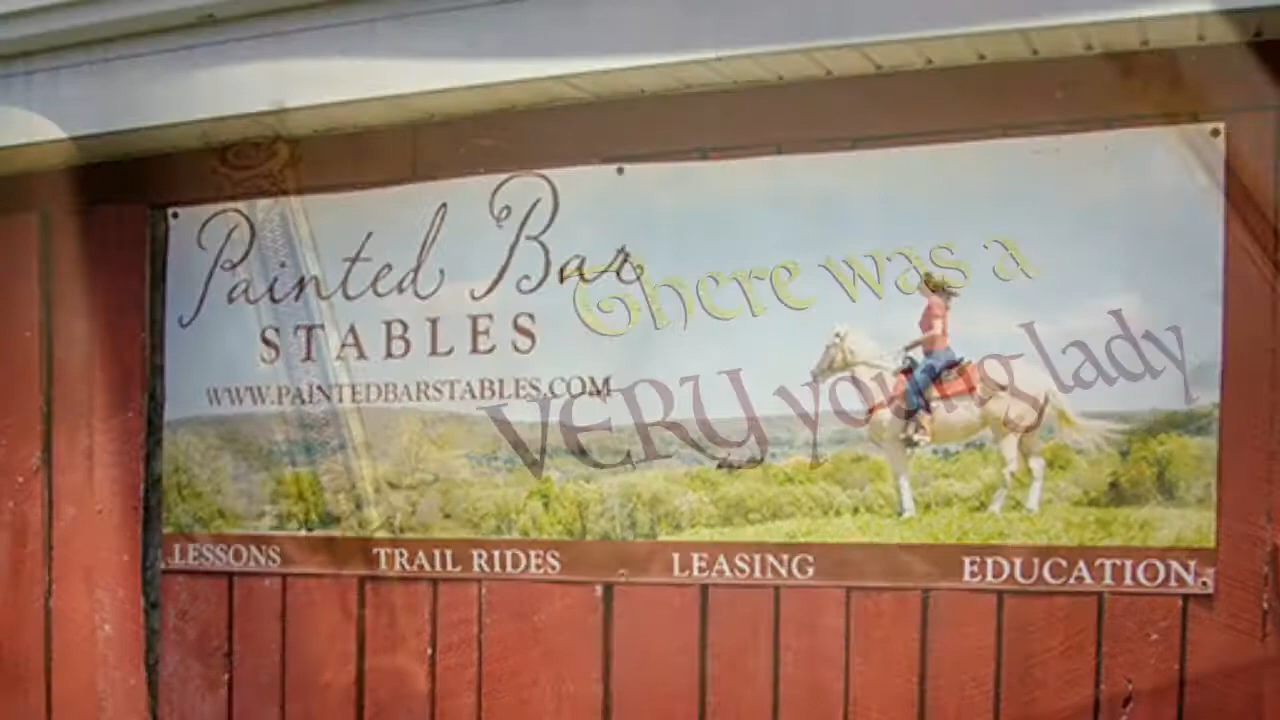 Painted Bar
STABLES
WWW.PAINTEDBARSTABLES.COM
There was a
VERY young lady
LESSONS TRAIL RIDES LEASING EDUCATION